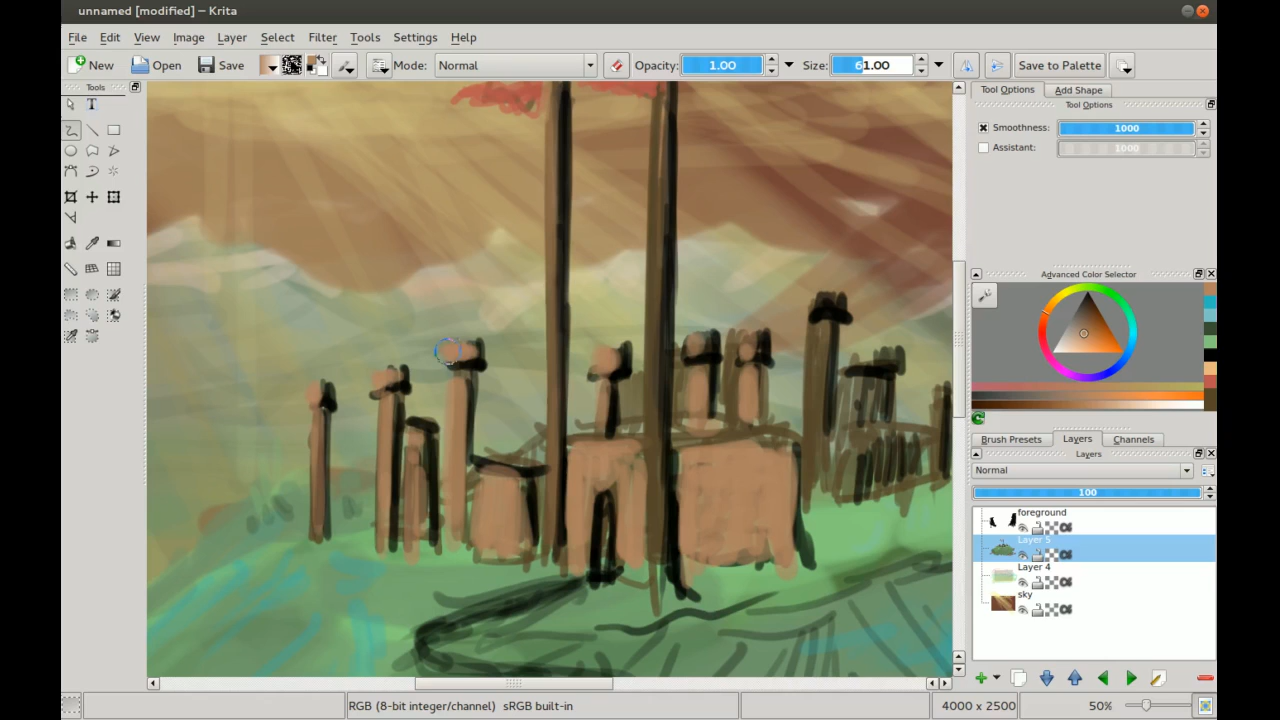 unnamed [modified] – Krita
File Edit View Image Layer Select Filter Tools Settings Help
New Open Save Mode: Normal Opacity: 1.00 Size: 61.00 Save to Palette
Tools
T
Tool Options Add Shape
Tool Options
Smoothness: 1000
Assistant: 1000
Advanced Color Selector
Brush Presets Layers Channels
Layers
Normal
100
foreground
Layer 5
Layer 4
sky
RGB (8-bit integer/channel) sRGB built-in 4000 x 2500 50%